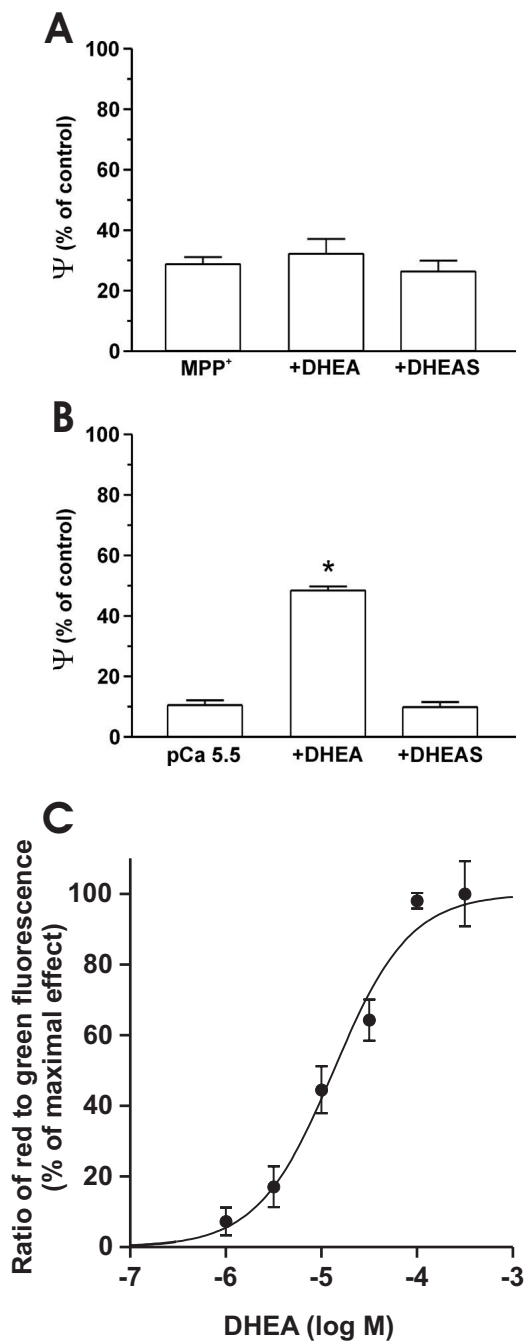 A
Ψ (% of control)
100
80
60
40
20
0
MPP⁺ +DHEA +DHEAS
B
Ψ (% of control)
100
80
60
40
20
0
*
pCa 5.5 +DHEA +DHEAS
C
Ratio of red to green fluorescence
(% of maximal effect)
100
80
60
40
20
0
-7 -6 -5 -4 -3
DHEA (log M)